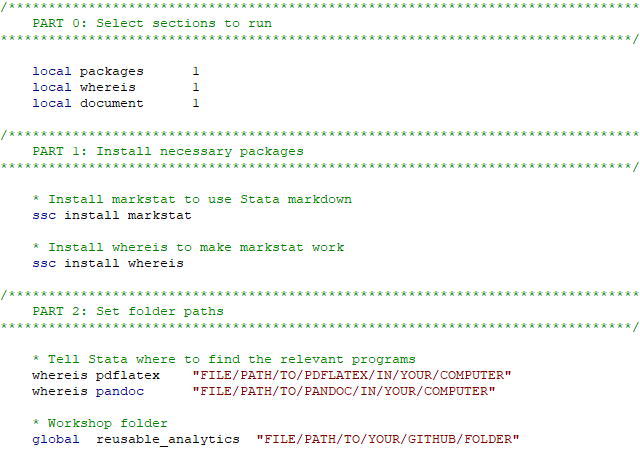 /*******************************************************************************
    PART 0: Select sections to run
*******************************************************************************/
    local packages      1
    local whereis       1
    local document      1
/*******************************************************************************
    PART 1: Install necessary packages
*******************************************************************************/
    * Install markstat to use Stata markdown
    ssc install markstat
    * Install whereis to make markstat work
    ssc install whereis
/*******************************************************************************
    PART 2: Set folder paths
*******************************************************************************/
    * Tell Stata where to find the relevant programs
    whereis pdflatex    "FILE/PATH/TO/PDFLATEX/IN/YOUR/COMPUTER"
    whereis pandoc      "FILE/PATH/TO/PANDOC/IN/YOUR/COMPUTER"
    * Workshop folder
    global  reusable_analytics  "FILE/PATH/TO/YOUR/GITHUB/FOLDER"